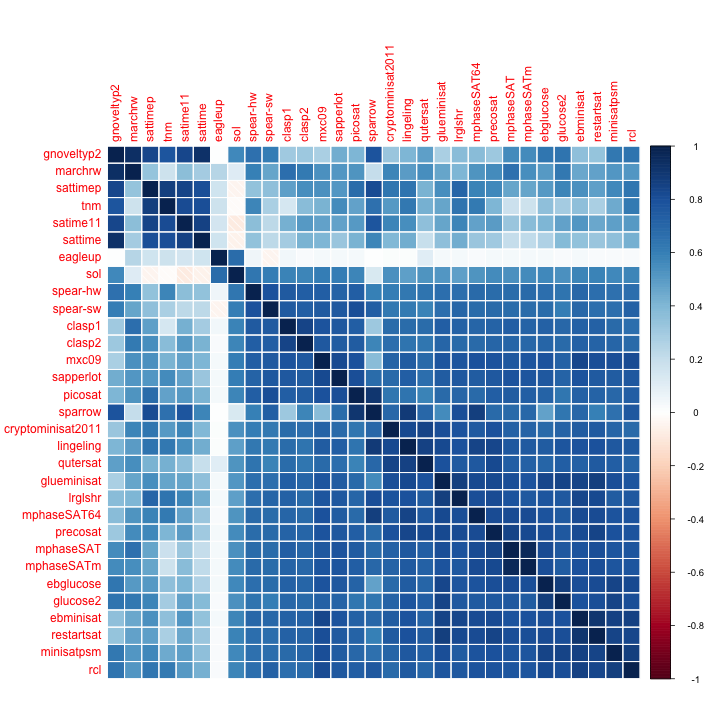 gnoveltyp2
marchrw
sattimep
tnm
satime11
sattime
eagleup
sol
spear-hw
spear-sw
clasp1
clasp2
mxc09
sapperlot
picosat
sparrow
cryptominisat2011
lingeling
qutersat
glueminisat
lrglshr
mphaseSAT64
precosat
mphaseSAT
mphaseSATm
ebglucose
glucose2
ebminisat
restartsat
minisatpsm
rcl
gnoveltyp2
marchrw
sattimep
tnm
satime11
sattime
eagleup
sol
spear-hw
spear-sw
clasp1
clasp2
mxc09
sapperlot
picosat
sparrow
cryptominisat2011
lingeling
qutersat
glueminisat
lrglshr
mphaseSAT64
precosat
mphaseSAT
mphaseSATm
ebglucose
glucose2
ebminisat
restartsat
minisatpsm
rcl
1
0.8
0.6
0.4
0.2
0
-0.2
-0.4
-0.6
-0.8
-1